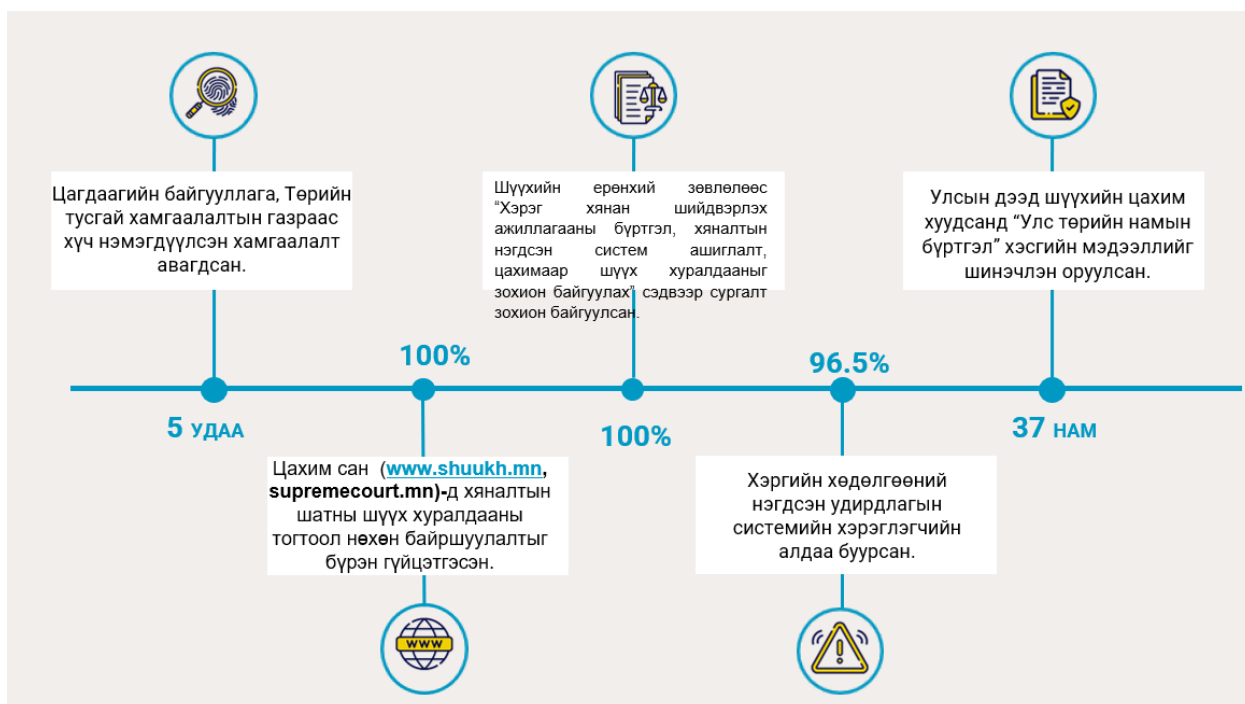 Цагдаагийн байгууллага, Төрийн
тусгай хамгаалалтын газраас
хүч нэмэгдүүлсэн хамгаалалт
авагдсан.
5 УДАА
100%
Цахим сан (www.shuukh.mn,
supremecourt.mn)-д хяналтын
шатны шүүх хуралдааны
тогтоол нөхөн байршуулалтыг
бүрэн гүйцэтгэсэн.
WWW
Шүүхийн ерөнхий зөвлөлөөс
“Хэрэг хянан шийдвэрлэх
ажиллагааны бүртгэл, хяналтын
нэгдсэн систем ашиглалт,
цахимаар шүүх хуралдааныг
зохион байгуулах” сэдвээр сургалт
зохион байгуулсан.
100%
96.5%
Хэргийн хөдөлгөөний
нэгдсэн удирдлагын
системийн хэрэглэгчийн
алдаа буурсан.
Улсын дээд шүүхийн цахим
хуудсанд “Улс төрийн намын
бүртгэл” хэсгийн мэдээллийг
шинэчлэн оруулсан.
37 НАМ